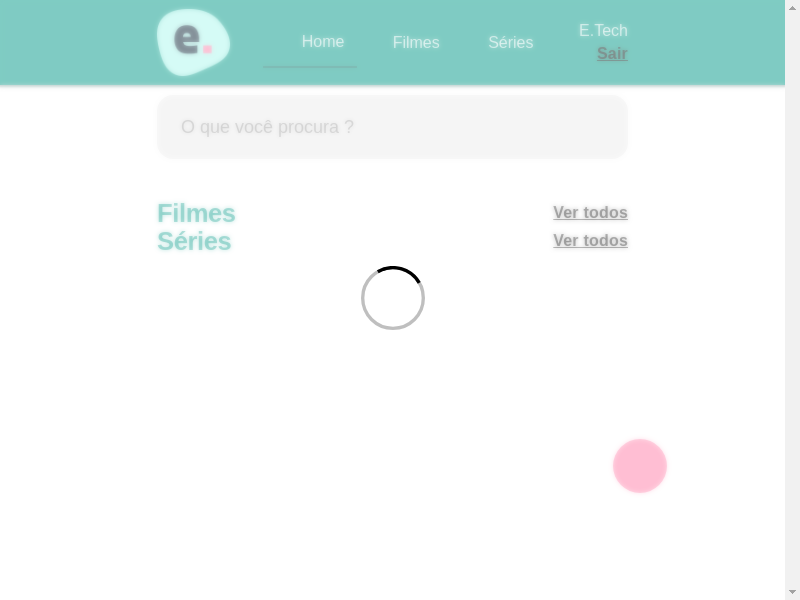 e.
Home
Filmes
Séries
E.Tech
Sair
O que você procura ?
Filmes
Ver todos
Séries
Ver todos